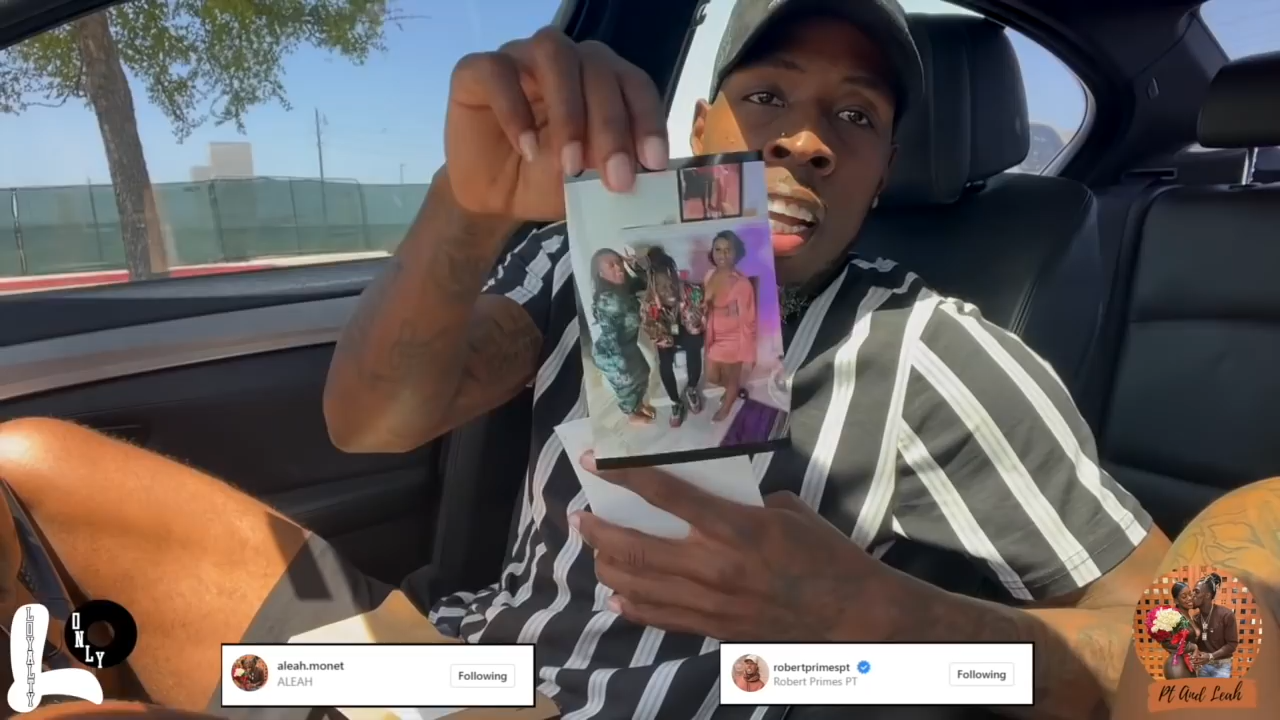 LOYALTY
ONLY
aleah.monet
ALEAH
Following
robertprimespt
Robert Primes PT
Following
Pt And Leah